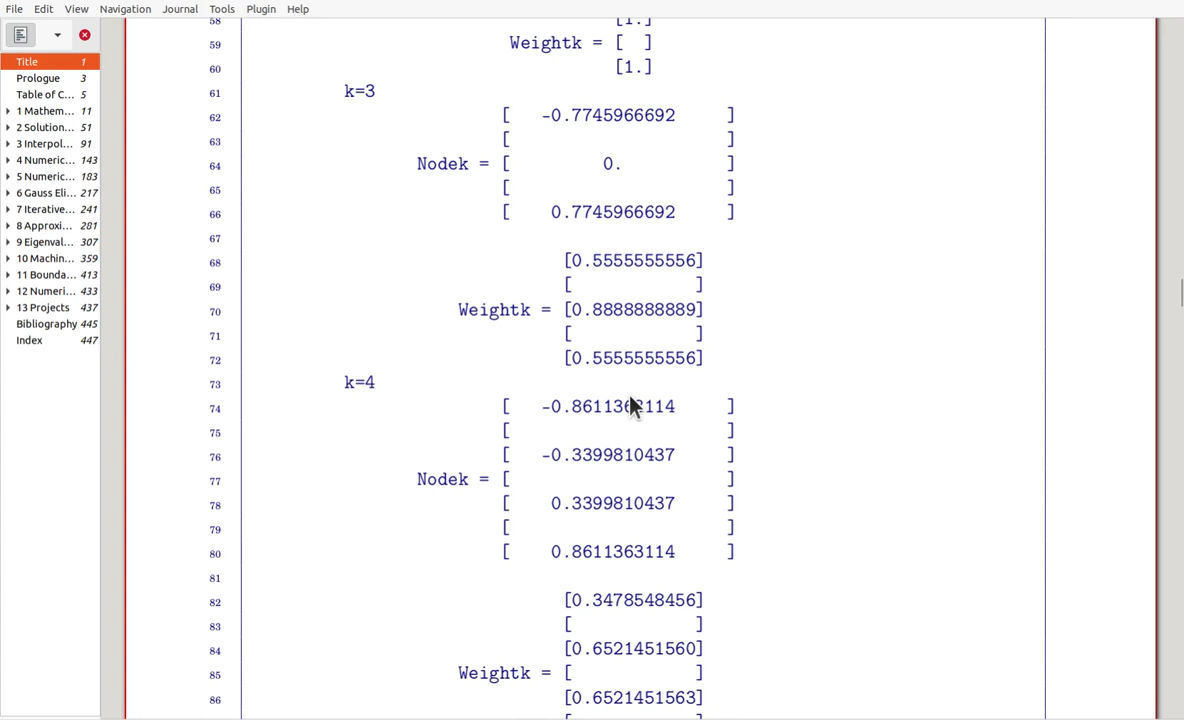 File Edit View Navigation Journal Tools Plugin Help
Title 1
Prologue 3
Table of C... 5
1 Mathem... 11
2 Solution... 51
3 Interpol... 91
4 Numeric... 143
5 Numeric... 183
6 Gauss Eli... 217
7 Iterative... 241
8 Approxi... 281
9 Eigenval... 307
10 Machin... 359
11 Bounda... 413
12 Numeri... 433
13 Projects 437
Bibliography 445
Index 447
58 [1.]
59 Weightk = [ ]
60 [1.]
61 k=3
62 [ -0.7745966692 ]
63 [ ]
64 Nodek = [ 0. ]
65 [ ]
66 [ 0.7745966692 ]
67
68 [0.5555555556]
69 [ ]
70 Weightk = [0.8888888889]
71 [ ]
72 [0.5555555556]
73 k=4
74 [ -0.8611363114 ]
75 [ ]
76 [ -0.3399810437 ]
77 Nodek = [ ]
78 [ 0.3399810437 ]
79 [ ]
80 [ 0.8611363114 ]
81
82 [0.3478548456]
83 [ ]
84 [0.6521451560]
85 Weightk = [ ]
86 [0.6521451563]